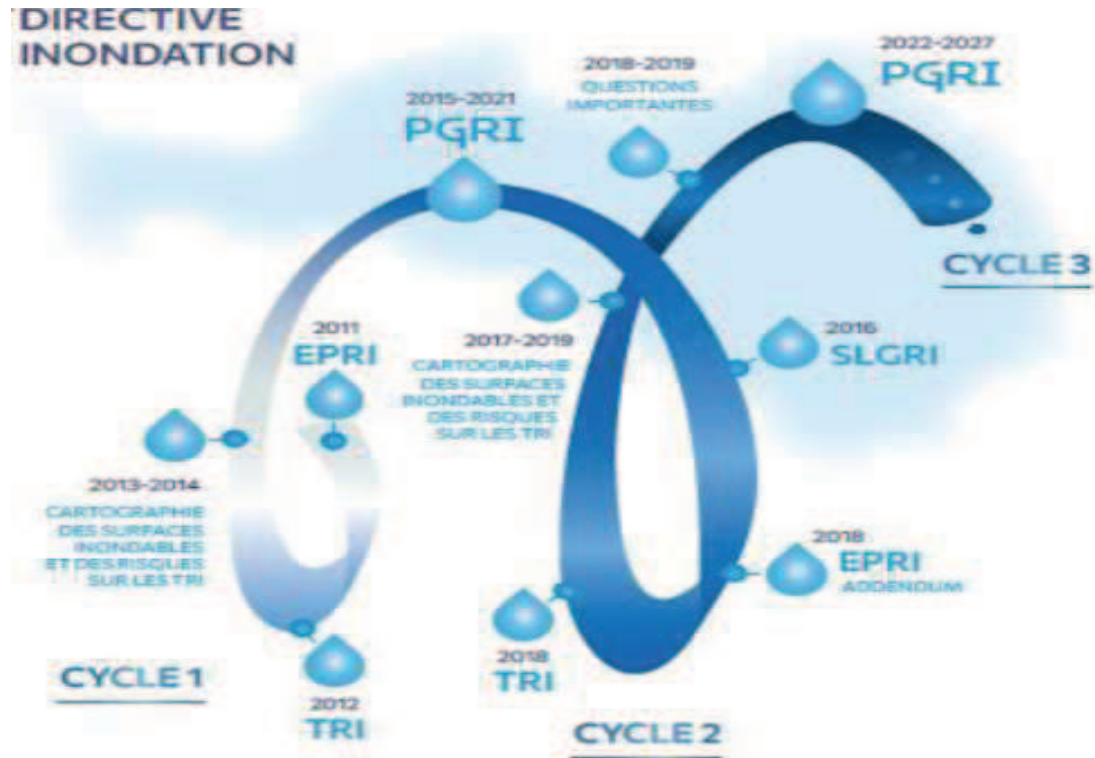 DIRECTIVE
INONDATION
2011
EPRI
2012
TRI
2013-2014
CARTOGRAPHIE
DES SURFACES
INONDABLES
ET DES RISQUES
SUR LES TRI
CYCLE 1
2015-2021
PGRI
2016
SLGRI
2018
EPRI
ADDENDUM
2018
TRI
2017-2019
CARTOGRAPHIE
DES SURFACES
INONDABLES ET
DES RISQUES
SUR LES TRI
CYCLE 2
2018-2019
QUESTIONS
IMPORTANTES
2022-2027
PGRI
CYCLE 3